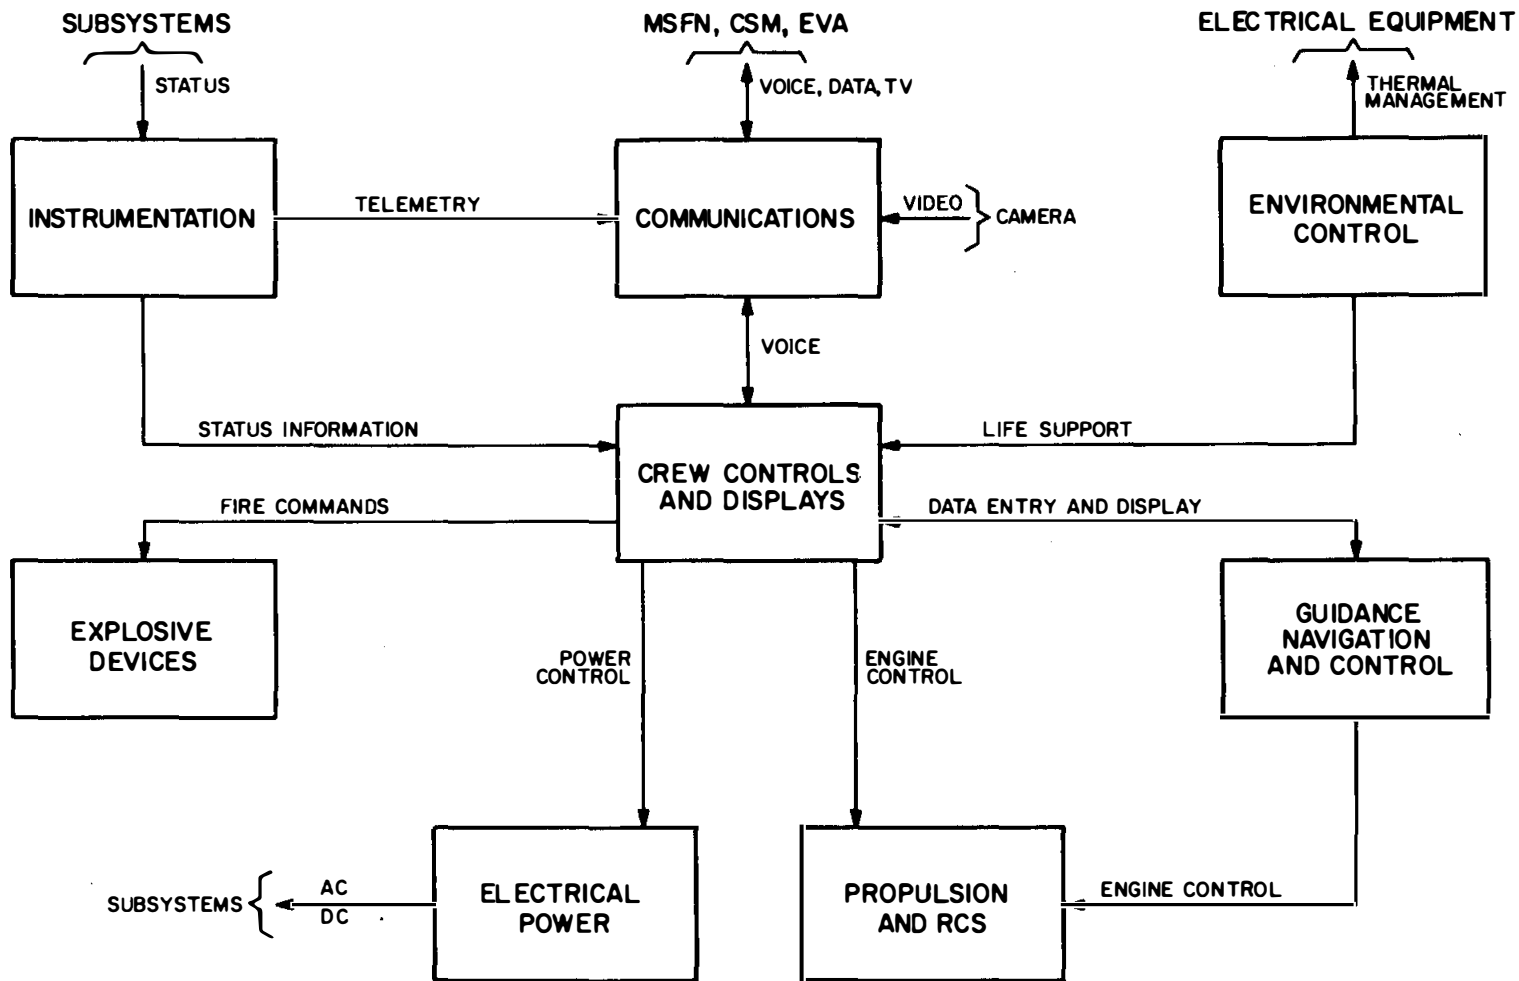 SUBSYSTEMS
MSFN, CSM, EVA
ELECTRICAL EQUIPMENT
STATUS
VOICE, DATA, TV
THERMAL
MANAGEMENT
INSTRUMENTATION
TELEMETRY
COMMUNICATIONS
VIDEO
CAMERA
ENVIRONMENTAL
CONTROL
VOICE
STATUS INFORMATION
LIFE SUPPORT
CREW CONTROLS
AND DISPLAYS
FIRE COMMANDS
DATA ENTRY AND DISPLAY
EXPLOSIVE
DEVICES
POWER
CONTROL
ENGINE
CONTROL
GUIDANCE
NAVIGATION
AND CONTROL
SUBSYSTEMS
AC
DC
ELECTRICAL
POWER
PROPULSION
AND RCS
ENGINE CONTROL